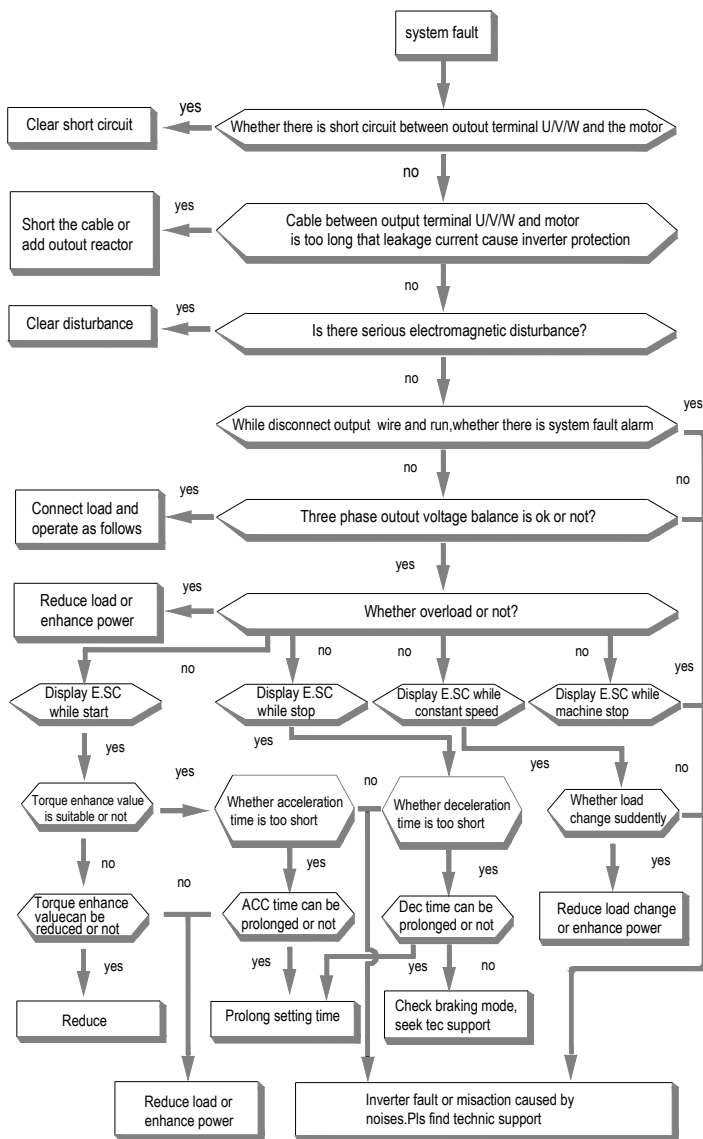 system fault
yes
Clear short circuit
Whether there is short circuit between outout terminal U/V/W and the motor
no
yes
Short the cable or
add outout reactor
Cable between output terminal U/V/W and motor
is too long that leakage current cause inverter protection
no
yes
Clear disturbance
Is there serious electromagnetic disturbance?
no
yes
While disconnect output wire and run,whether there is system fault alarm
no
no
yes
Connect load and
operate as follows
Three phase outout voltage balance is ok or not?
yes
yes
Reduce load or
enhance power
Whether overload or not?
no
no
no
no
yes
Display E.SC
while start
Display E.SC
while stop
Display E.SC while
constant speed
Display E.SC while
machine stop
yes
yes
yes
no
Torque enhance value
is suitable or not
yes
Whether acceleration
time is too short
no
Whether deceleration
time is too short
Whether load
change suddently
no
yes
yes
yes
Torque enhance
valuecan be
reduced or not
no
ACC time can be
prolonged or not
Dec time can be
prolonged or not
Reduce load change
or enhance power
yes
yes
yes
no
Reduce
Prolong setting time
Check braking mode,
seek tec support
Reduce load or
enhance power
Inverter fault or misaction caused by
noises.Pls find technic support